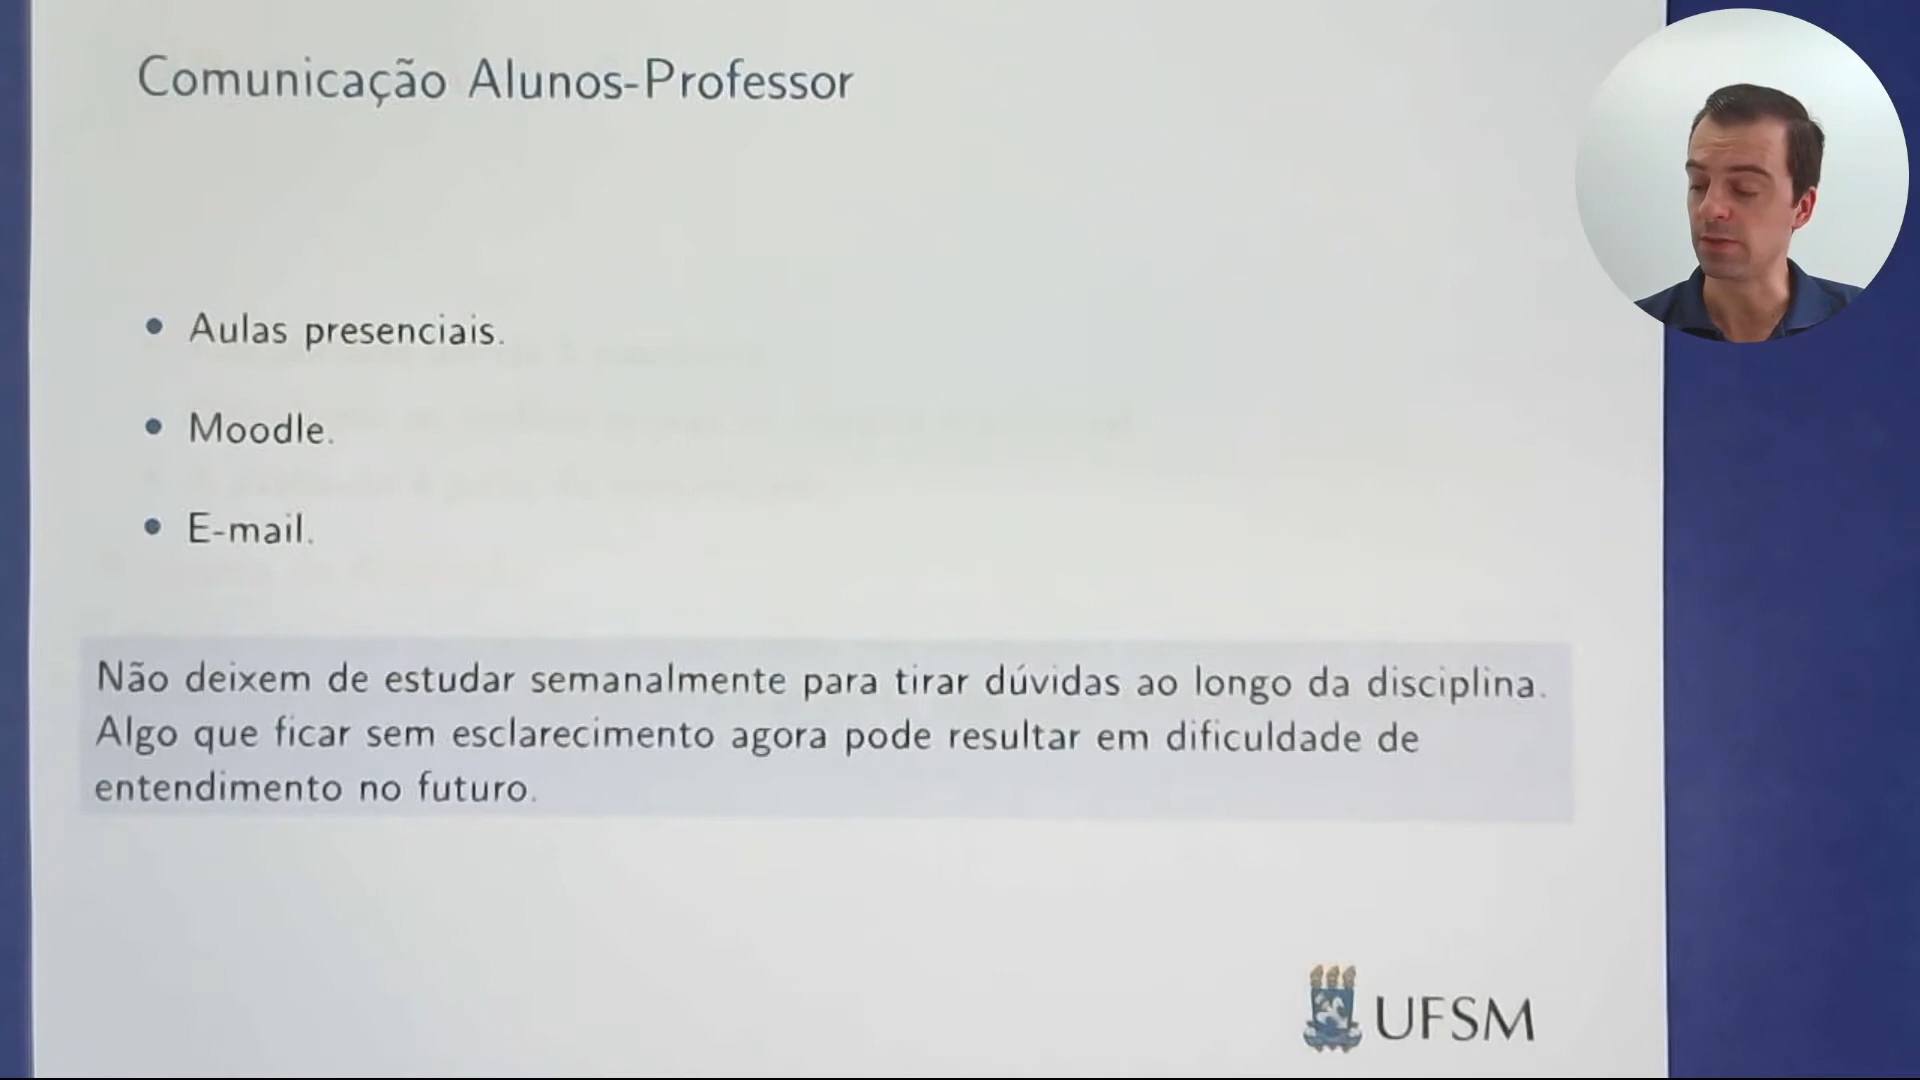 Comunicação Alunos-Professor
Aulas presenciais.
Moodle.
E-mail.
Não deixem de estudar semanalmente para tirar dúvidas ao longo da disciplina.
Algo que ficar sem esclarecimento agora pode resultar em dificuldade de
entendimento no futuro.
UFSM